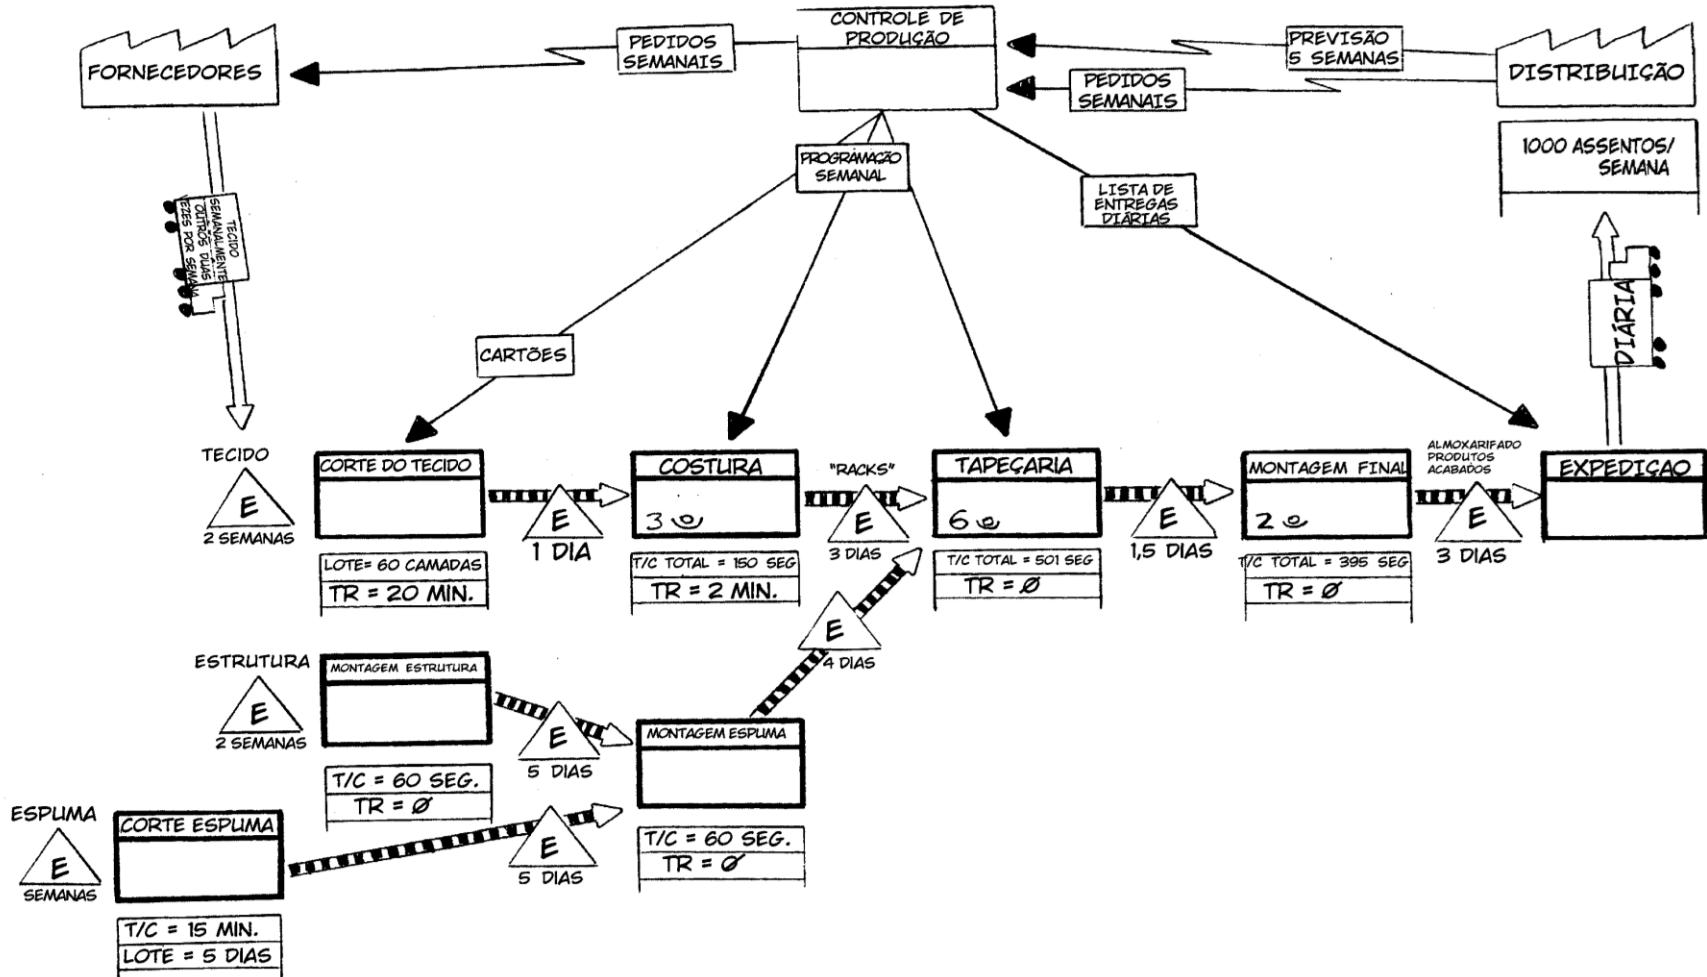 CONTROLE DE
PRODUÇÃO
FORNECEDORES
PEDIDOS
SEMANAIS
PREVISÃO
5 SEMANAS
PEDIDOS
SEMANAIS
DISTRIBUIÇÃO
1000 ASSENTOS/
SEMANA
PROGRAMAÇÃO
SEMANAL
LISTA DE
ENTREGAS
DIÁRIAS
TECIDO
SEMANALMENTE
OUTROS DUAS
VEZES POR SEMANA
DIÁRIA
CARTÕES
TECIDO
E
2 SEMANAS
CORTE DO TECIDO
LOTE= 60 CAMADAS
TR = 20 MIN.
E
1 DIA
COSTURA
3
T/C TOTAL = 150 SEG
TR = 2 MIN.
"RACKS"
E
3 DIAS
TAPEÇARIA
6
T/C TOTAL = 501 SEG
TR = Ø
E
1,5 DIAS
MONTAGEM FINAL
2
T/C TOTAL = 395 SEG
TR = Ø
ALMOXARIFADO
PRODUTOS
ACABADOS
E
3 DIAS
EXPEDIÇAO
ESTRUTURA
E
2 SEMANAS
MONTAGEM ESTRUTURA
T/C = 60 SEG.
TR = Ø
E
5 DIAS
E
4 DIAS
MONTAGEM ESPUMA
T/C = 60 SEG.
TR = Ø
ESPUMA
E
SEMANAS
CORTE ESPUMA
T/C = 15 MIN.
LOTE = 5 DIAS
E
5 DIAS